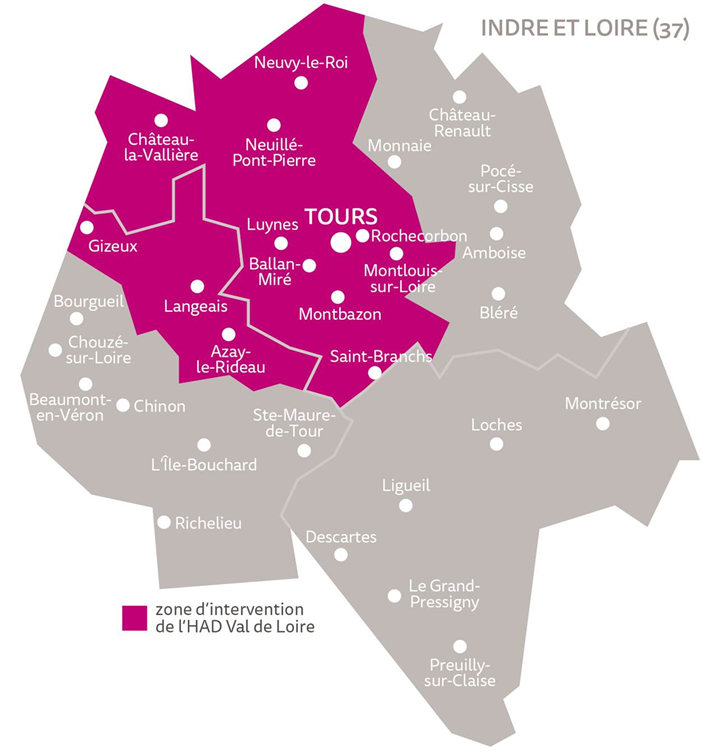 INDRE ET LOIRE (37)
Neuvy-le-Roi
Château-
la-Vallière
Neuillé-
Pont-Pierre
Château-
Renault
Monnaie
Pocé-
sur-Cisse
TOURS
Luynes
Rochecorbon
Gizeux
Amboise
Ballan-
Miré
Montlouis-
sur-Loire
Langeais
Montbazon
Bléré
Bourgueil
Chouzé-
sur-Loire
Azay-
le-Rideau
Saint-Branchs
Beaumont-
en-Véron
Chinon
Ste-Maure-
de-Tour
Montrésor
Loches
L'Île-Bouchard
Ligueil
Richelieu
Descartes
Le Grand-
Pressigny
zone d'intervention
de l'HAD Val de Loire
Preuilly-
sur-Claise